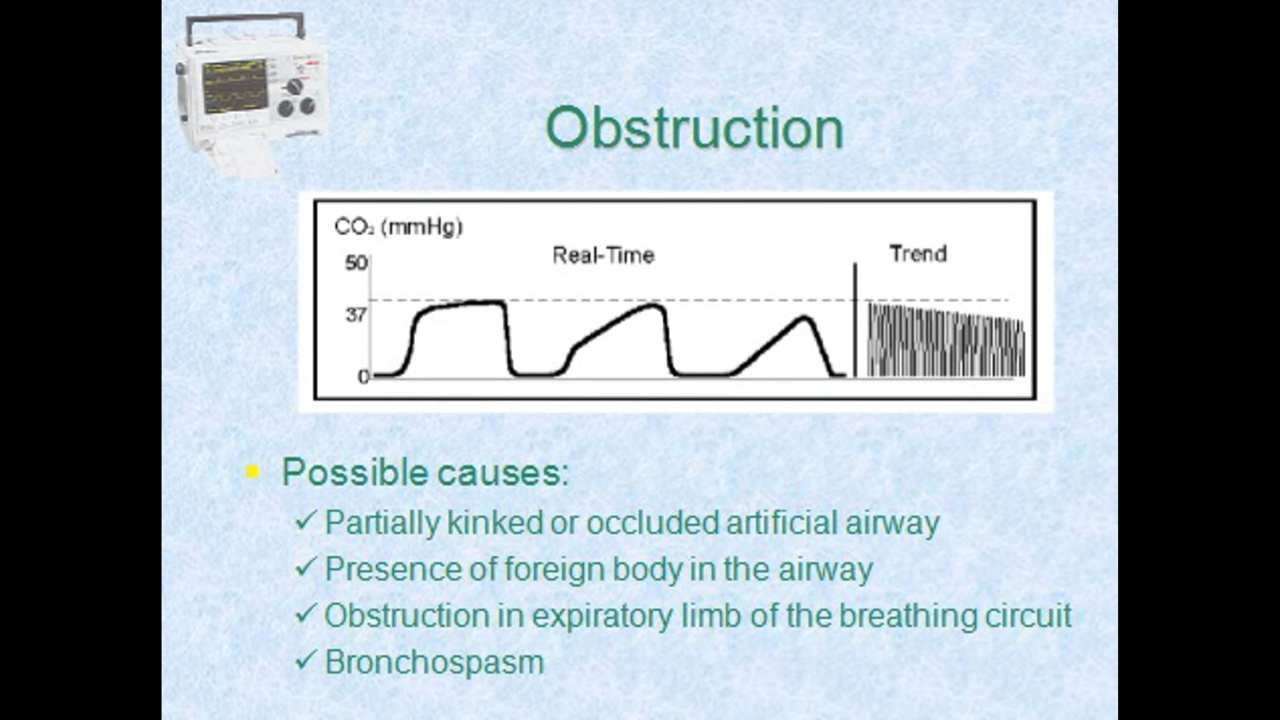 Obstruction
CO₂ (mmHg)
Real-Time
Trend
50
37
0
Possible causes:
✓ Partially kinked or occluded artificial airway
✓ Presence of foreign body in the airway
✓ Obstruction in expiratory limb of the breathing circuit
✓ Bronchospasm